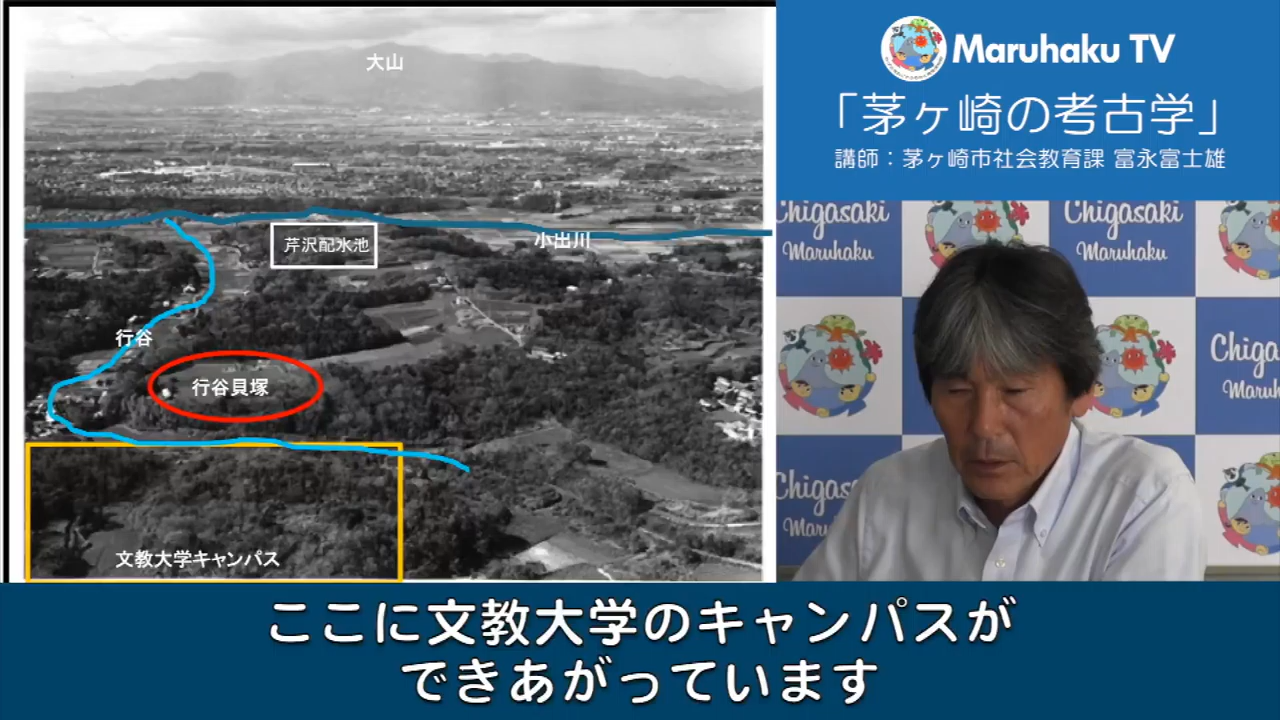 大山
小出川
芹沢配水池
行谷
行谷貝塚
文教大学キャンパス
Maruhaku TV
「茅ヶ崎の考古学」
講師：茅ヶ崎市社会教育課 富永富士雄
Chigasaki
Maruhaku
Chigasaki
Maruhaku
Chiga
Maruh
Chigas
Mar
ここに文教大学のキャンパスが
できあがっています